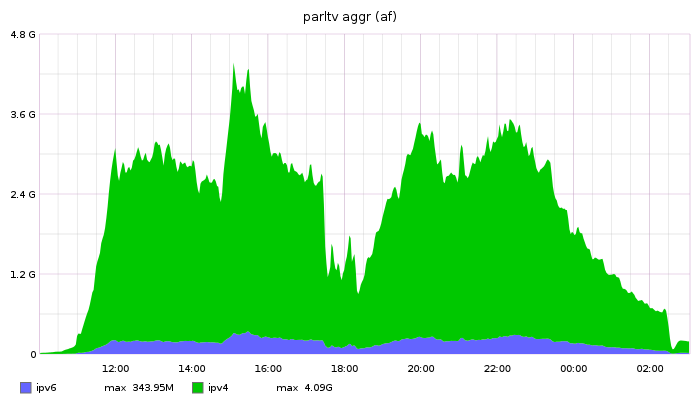 parltv aggr (af)
4.8 G
3.6 G
2.4 G
1.2 G
0
12:00 14:00 16:00 18:00 20:00 22:00 00:00 02:00
ipv6 max 343.95M ipv4 max 4.09G